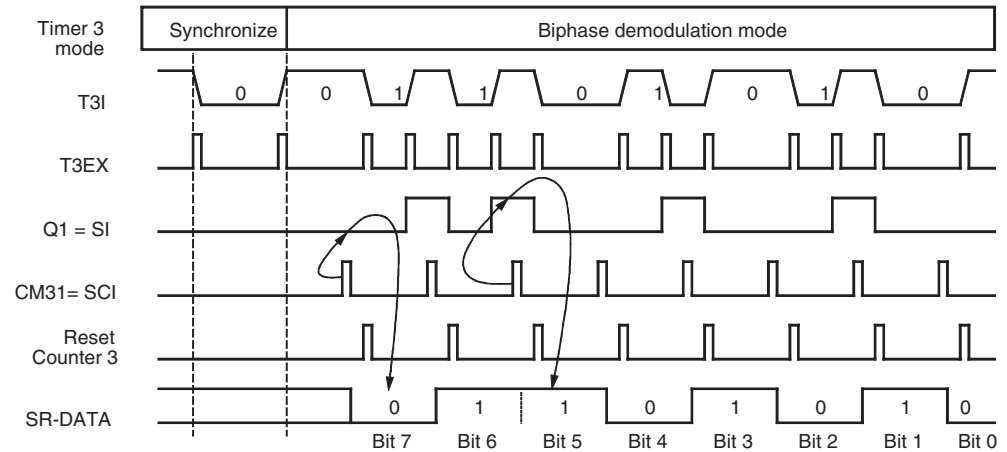 Timer 3
mode
Synchronize
Biphase demodulation mode
T3I
0 0 1 1 0 1 0 1 0
T3EX
Q1 = SI
CM31= SCI
Reset
Counter 3
SR-DATA
0 1 1 0 1 0 1 0
Bit 7 Bit 6 Bit 5 Bit 4 Bit 3 Bit 2 Bit 1 Bit 0